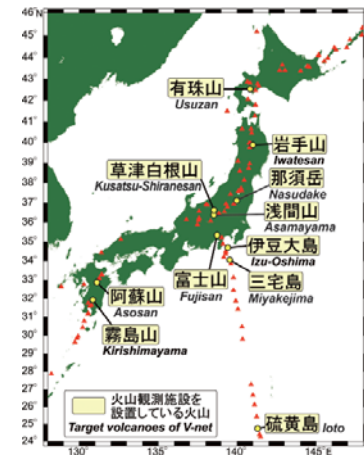 46°
N
45°
44°
43°
42°
41°
40°
39°
38°
37°
36°
35°
34°
33°
32°
31°
30°
29°
28°
27°
26°
25°
24°
有珠山
Usuzan
岩手山
Iwatesan
草津白根山
Kusatsu-Shiranesan
那須岳
Nasudake
浅間山
Asamayama
伊豆大島
Izu-Oshima
富士山
Fujisan
三宅島
Miyakejima
阿蘇山
Asosan
霧島山
Kirishimayama
硫黄島
Ioto
火山観測施設を
設置している火山
Target volcanoes of V-net
130° 135° 140° 145°E